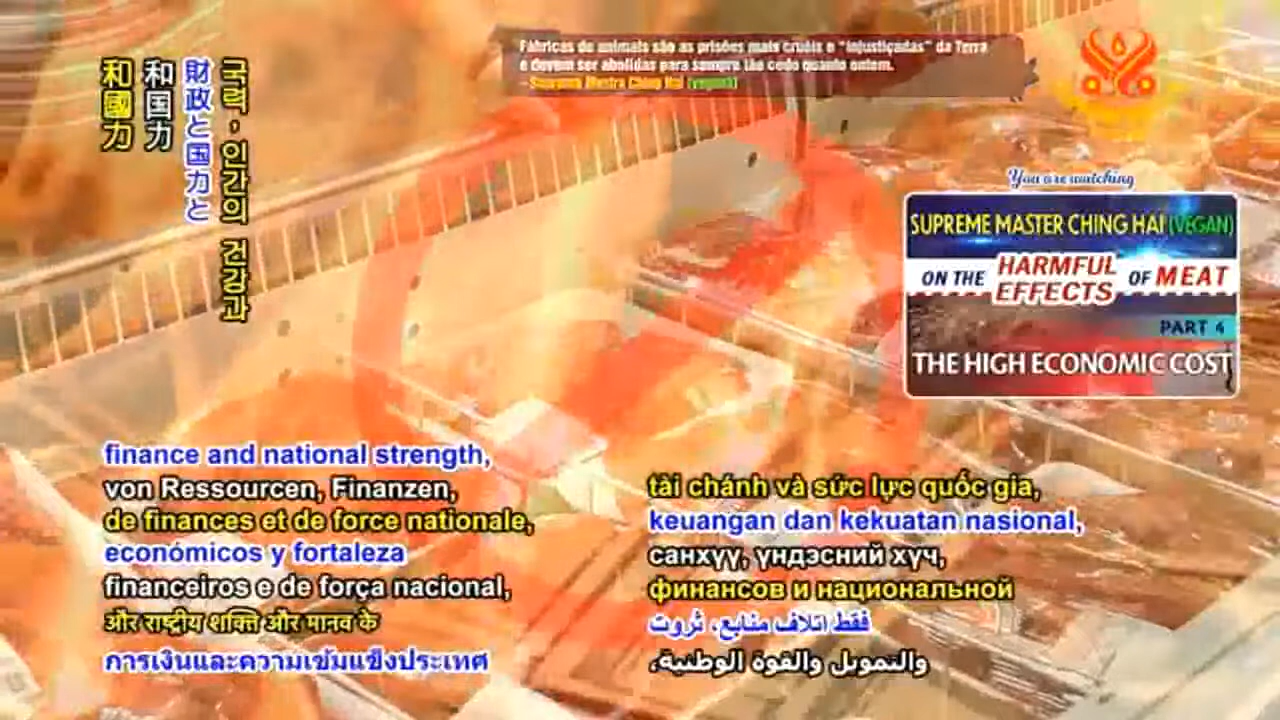 Fábricas de animais são as prisões mais cruéis e "injustiçadas" da Terra
e devem ser abolidas para sempre tão cedo quanto ontem.
~ Suprema Mestra Ching Hai (vegana)
You are watching
SUPREME MASTER CHING HAI (VEGAN)
ON THE HARMFUL EFFECTS OF MEAT
PART 4
THE HIGH ECONOMIC COST
和國力
和国力
財政と国力と
국력, 인간의 건강과
finance and national strength,
von Ressourcen, Finanzen,
de finances et de force nationale,
económicos y fortaleza
financeiros e de força nacional,
और राष्ट्रीय शक्ति और मानव के
การเงินและความเข้มแข็งประเทศ
tài chánh và sức lực quốc gia,
keuangan dan kekuatan nasional,
санхүү, үндэсний хүч,
финансов и национальной
فقط اتلاف منابع، ثروت
والتمويل والقوة الوطنية،